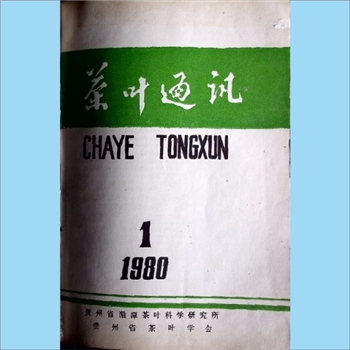 茶叶通讯
CHAYE TONGXUN
1
1980
贵州省湄潭茶叶科学研究所
贵州省茶叶学会